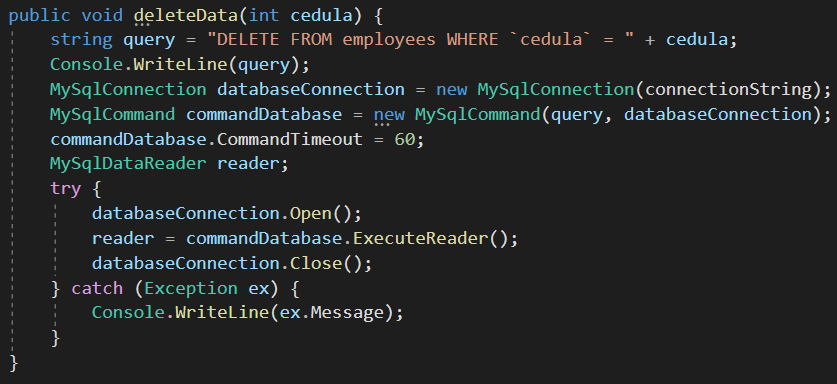 public void deleteData(int cedula) {
string query = "DELETE FROM employees WHERE `cedula` = " + cedula;
Console.WriteLine(query);
MySqlConnection databaseConnection = new MySqlConnection(connectionString);
MySqlCommand commandDatabase = new MySqlCommand(query, databaseConnection);
commandDatabase.CommandTimeout = 60;
MySqlDataReader reader;
try {
databaseConnection.Open();
reader = commandDatabase.ExecuteReader();
databaseConnection.Close();
} catch (Exception ex) {
Console.WriteLine(ex.Message);
}
}